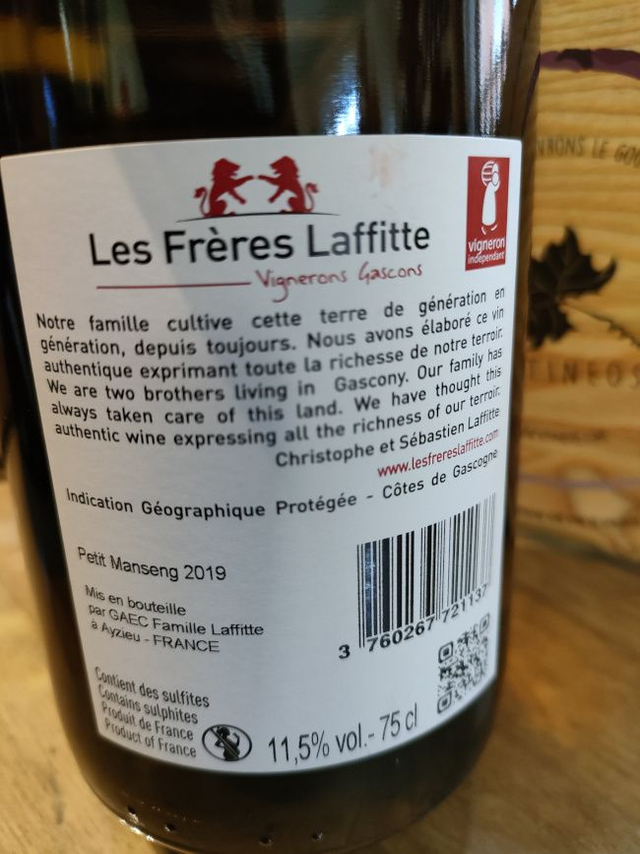 Les Frères Laffitte
Vignerons Gascons
vigneron
indépendant
Notre famille cultive cette terre de génération en
génération, depuis toujours. Nous avons élaboré ce vin
authentique exprimant toute la richesse de notre terroir.
We are two brothers living in Gascony. Our family has
always taken care of this land. We have thought this
authentic wine expressing all the richness of our terroir.
Christophe et Sébastien Laffitte
www.lesfrereslaffitte.com
Indication Géographique Protégée - Côtes de Gascogne
Petit Manseng 2019
Mis en bouteille
par GAEC Famille Laffitte
à Ayzieu - FRANCE
3 760267 721137
Contient des sulfites
Contains sulphites
Produit de France
Product of France
11,5% vol.- 75 cl
LE